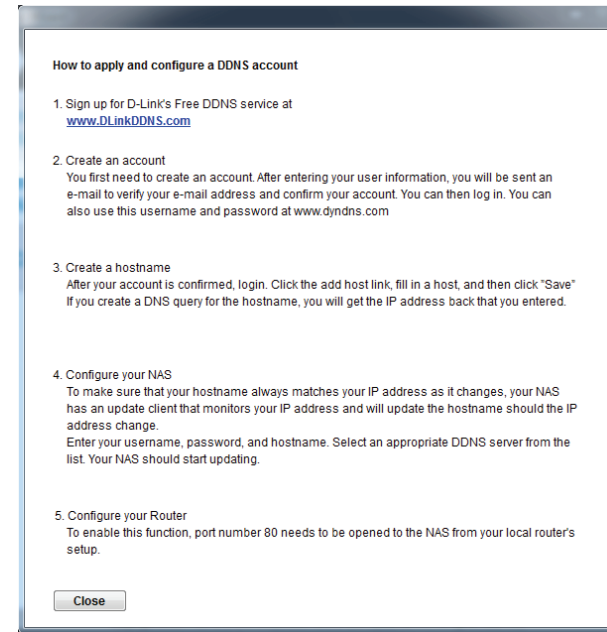 How to apply and configure a DDNS account
1. Sign up for D-Link's Free DDNS service at
www.DLinkDDNS.com
2. Create an account
You first need to create an account. After entering your user information, you will be sent an
e-mail to verify your e-mail address and confirm your account. You can then log in. You can
also use this username and password at www.dyndns.com
3. Create a hostname
After your account is confirmed, login. Click the add host link, fill in a host, and then click "Save"
If you create a DNS query for the hostname, you will get the IP address back that you entered.
4. Configure your NAS
To make sure that your hostname always matches your IP address as it changes, your NAS
has an update client that monitors your IP address and will update the hostname should the IP
address change.
Enter your username, password, and hostname. Select an appropriate DDNS server from the
list. Your NAS should start updating.
5. Configure your Router
To enable this function, port number 80 needs to be opened to the NAS from your local router's
setup.
Close